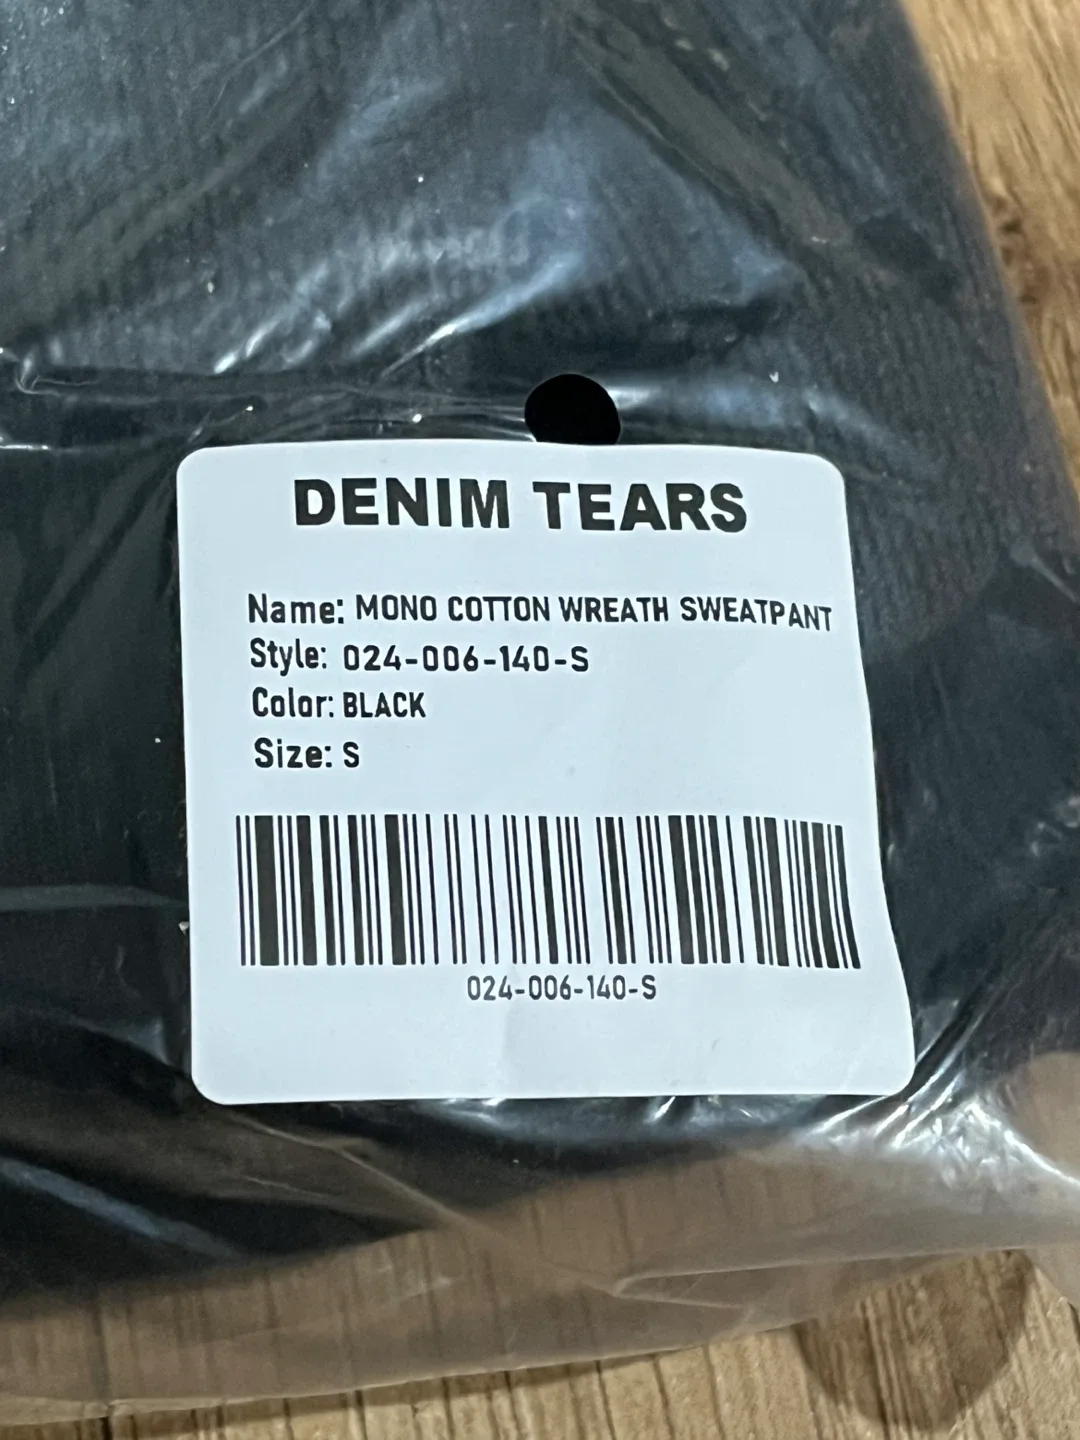 DENIM TEARS
Name: MONO COTTON WREATH SWEATPANT
Style: 024-006-140-S
Color: BLACK
Size: S
024-006-140-S